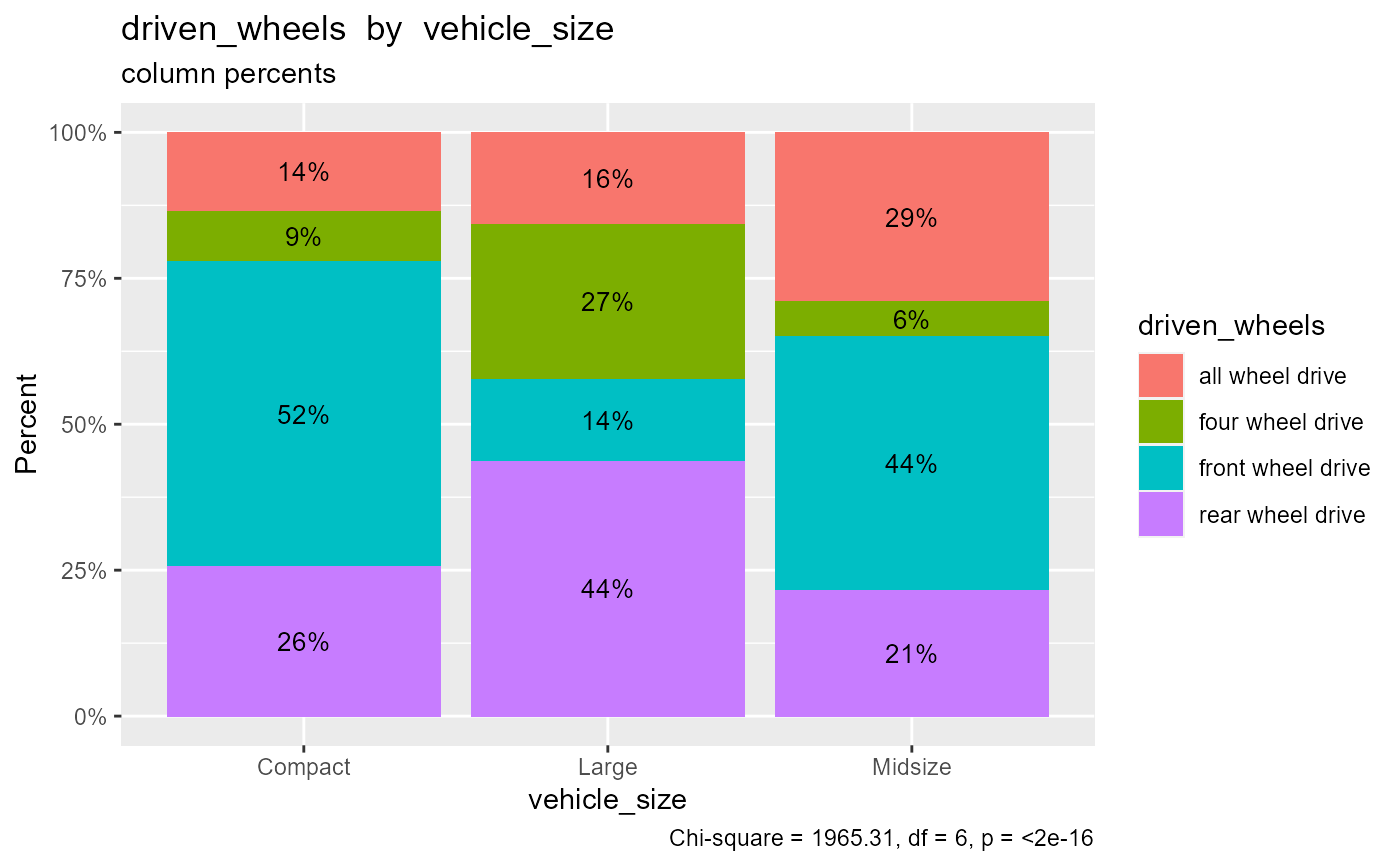 driven_wheels  by  vehicle_size
column percents
Percent
100%
75%
50%
25%
0%
14%
9%
52%
26%
16%
27%
14%
44%
29%
6%
44%
21%
Compact
Large
Midsize
vehicle_size
driven_wheels
all wheel drive
four wheel drive
front wheel drive
rear wheel drive
Chi-square = 1965.31, df = 6, p = <2e-16